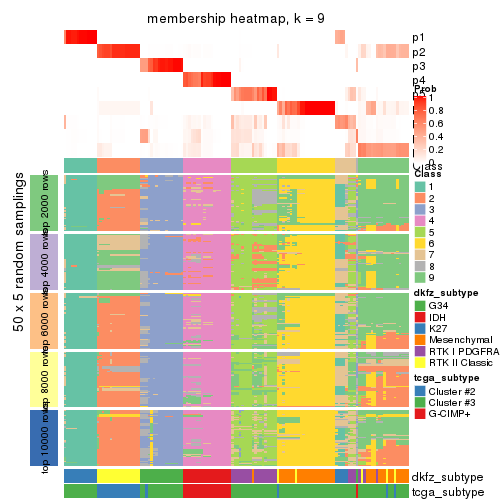 membership heatmap, k = 9
p1
p2
p3
p4
Prob
1
0.8
0.6
0.4
0.2
0
Class
Class
1
2
3
4
5
6
7
8
9
50 x 5 random samplings
top 2000 rows
top 4000 rows
top 6000 rows
top 8000 rows
top 10000 rows
dkfz_subtype
G34
IDH
K27
Mesenchymal
RTK I PDGFRA
RTK II Classic
tcga_subtype
Cluster #2
Cluster #3
G-CIMP+
dkfz_subtype
tcga_subtype